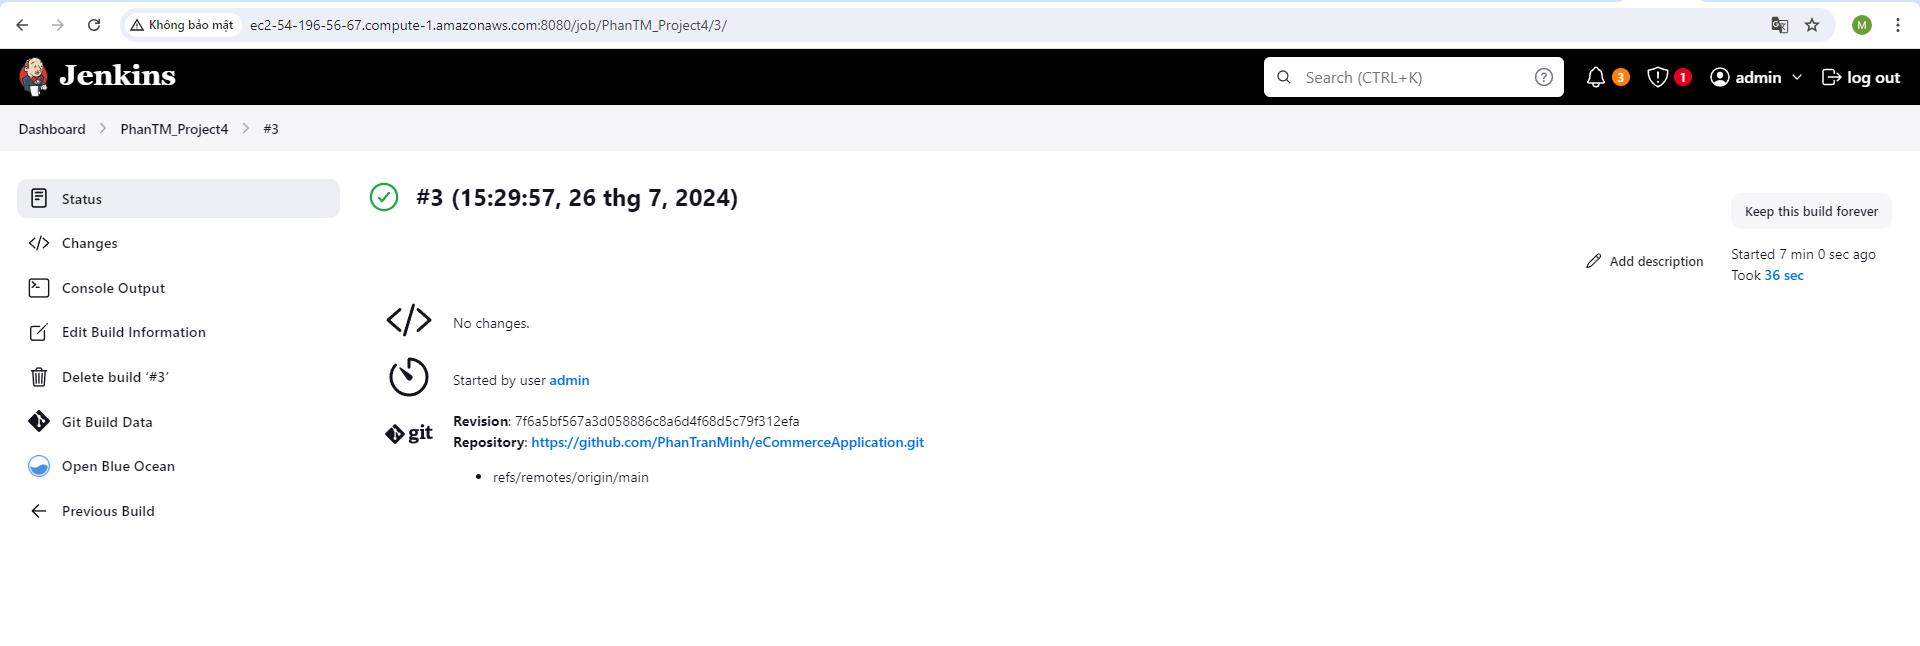 Không bảo mật
ec2-54-196-56-67.compute-1.amazonaws.com:8080/job/PhanTM_Project4/3/
M
Jenkins
Search (CTRL+K)
?
3
1
admin
log out
Dashboard
PhanTM_Project4
#3
Status
Changes
Console Output
Edit Build Information
Delete build ‘#3’
Git Build Data
Open Blue Ocean
Previous Build
#3 (15:29:57, 26 thg 7, 2024)
Keep this build forever
Add description
Started 7 min 0 sec ago
Took 36 sec
No changes.
Started by user admin
git
Revision: 7f6a5bf567a3d058886c8a6d4f68d5c79f312efa
Repository: https://github.com/PhanTranMinh/eCommerceApplication.git
• refs/remotes/origin/main